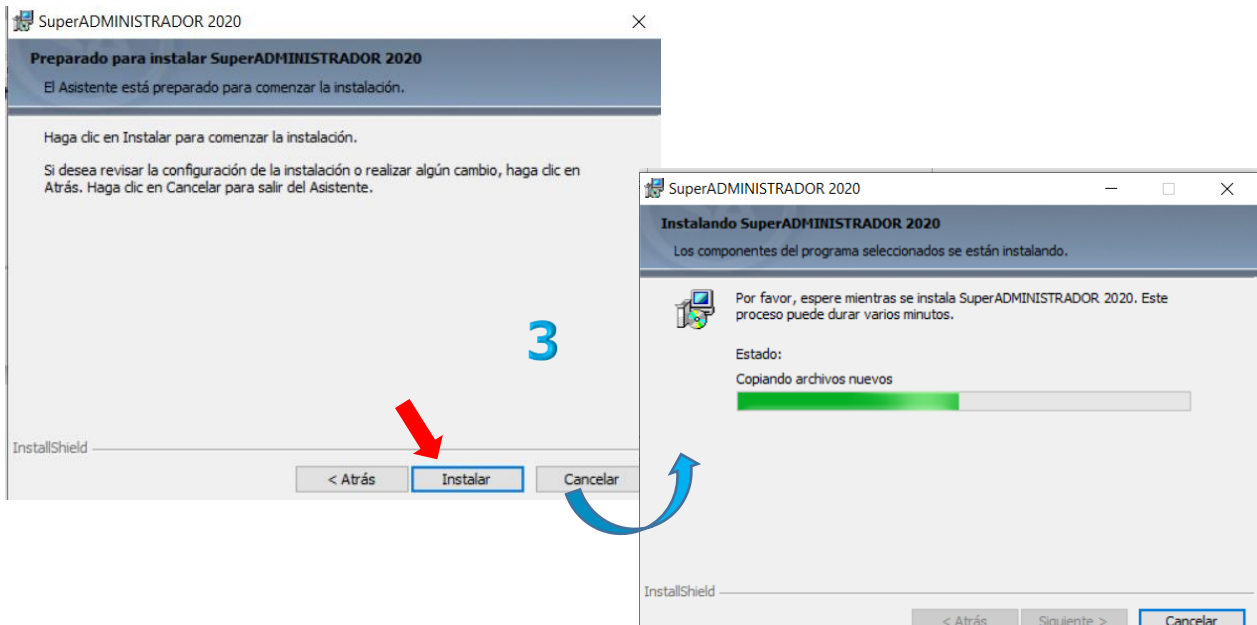 SuperADMINISTRADOR 2020
Preparado para instalar SuperADMINISTRADOR 2020
El Asistente está preparado para comenzar la instalación.
Haga clic en Instalar para comenzar la instalación.
Si desea revisar la configuración de la instalación o realizar algún cambio, haga clic en
Atrás. Haga clic en Cancelar para salir del Asistente.
3
InstallShield
< Atrás
Instalar
Cancelar
SuperADMINISTRADOR 2020
Instalando SuperADMINISTRADOR 2020
Los componentes del programa seleccionados se están instalando.
Por favor, espere mientras se instala SuperADMINISTRADOR 2020. Este
proceso puede durar varios minutos.
Estado:
Copiando archivos nuevos
InstallShield
< Atrás
Siguiente >
Cancelar